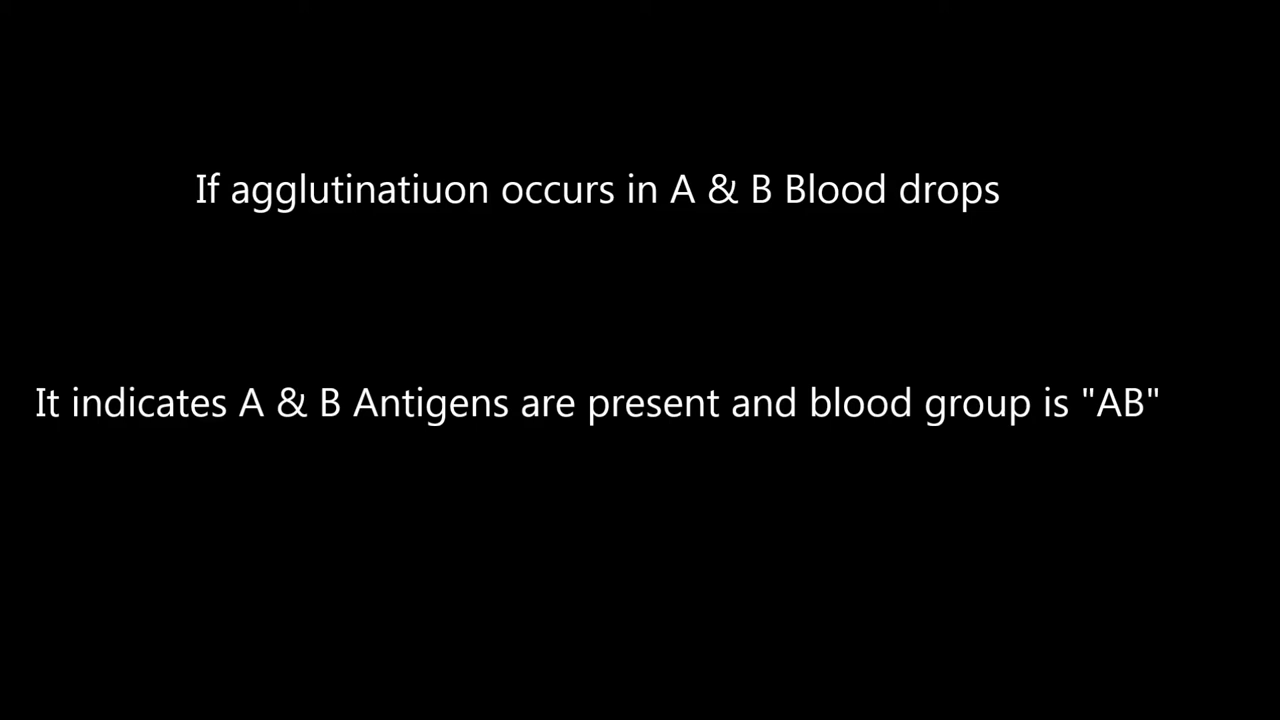 If agglutinatiuon occurs in A & B Blood drops
It indicates A & B Antigens are present and blood group is "AB"